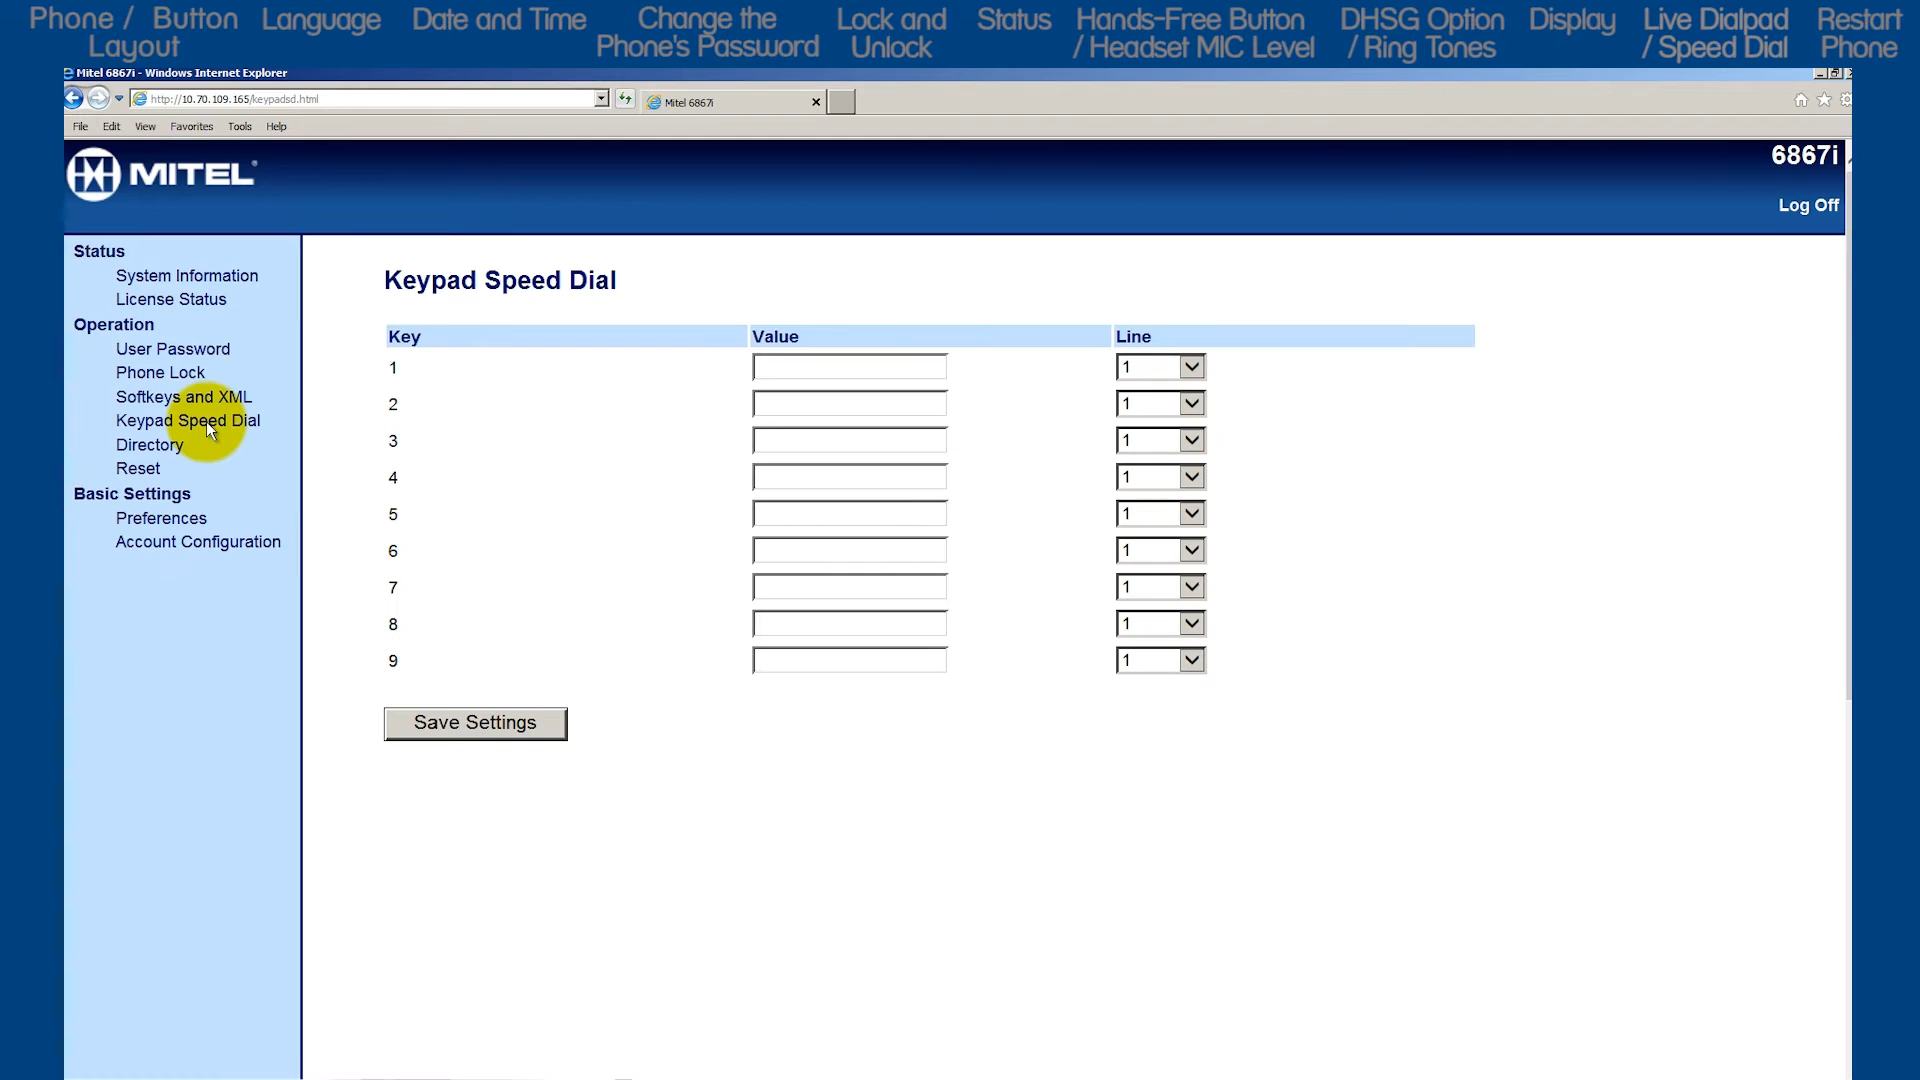 Phone / Button Layout
Language
Date and Time
Change the Phone's Password
Lock and Unlock
Status
Hands-Free Button / Headset MIC Level
DHSG Option / Ring Tones
Display
Live Dialpad / Speed Dial
Restart Phone
Mitel 6867i - Windows Internet Explorer
http://10.70.109.165/keypadsd.html
Mitel 6867i
File Edit View Favorites Tools Help
MITEL
6867i
Log Off
Status
System Information
License Status
Operation
User Password
Phone Lock
Softkeys and XML
Keypad Speed Dial
Directory
Reset
Basic Settings
Preferences
Account Configuration
Keypad Speed Dial
Key Value Line
1 1
2 1
3 1
4 1
5 1
6 1
7 1
8 1
9 1
Save Settings